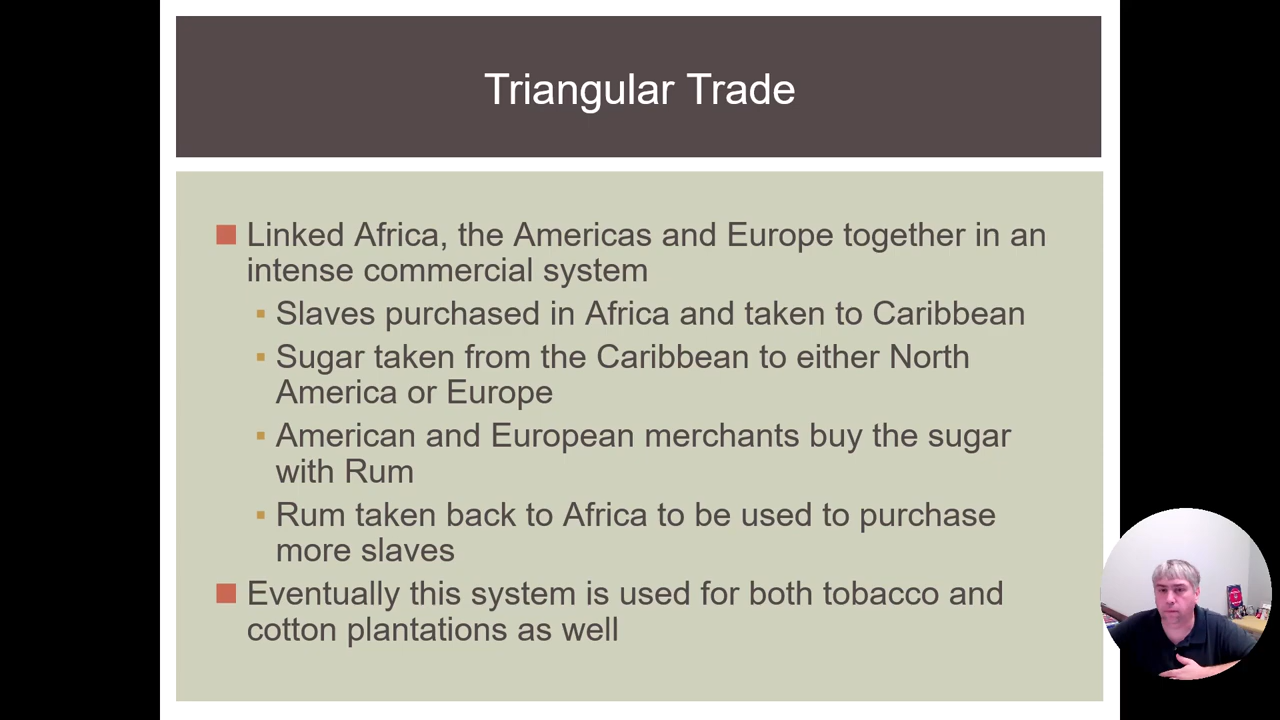 Triangular Trade
■ Linked Africa, the Americas and Europe together in an
intense commercial system
▪ Slaves purchased in Africa and taken to Caribbean
▪ Sugar taken from the Caribbean to either North
America or Europe
▪ American and European merchants buy the sugar
with Rum
▪ Rum taken back to Africa to be used to purchase
more slaves
■ Eventually this system is used for both tobacco and
cotton plantations as well